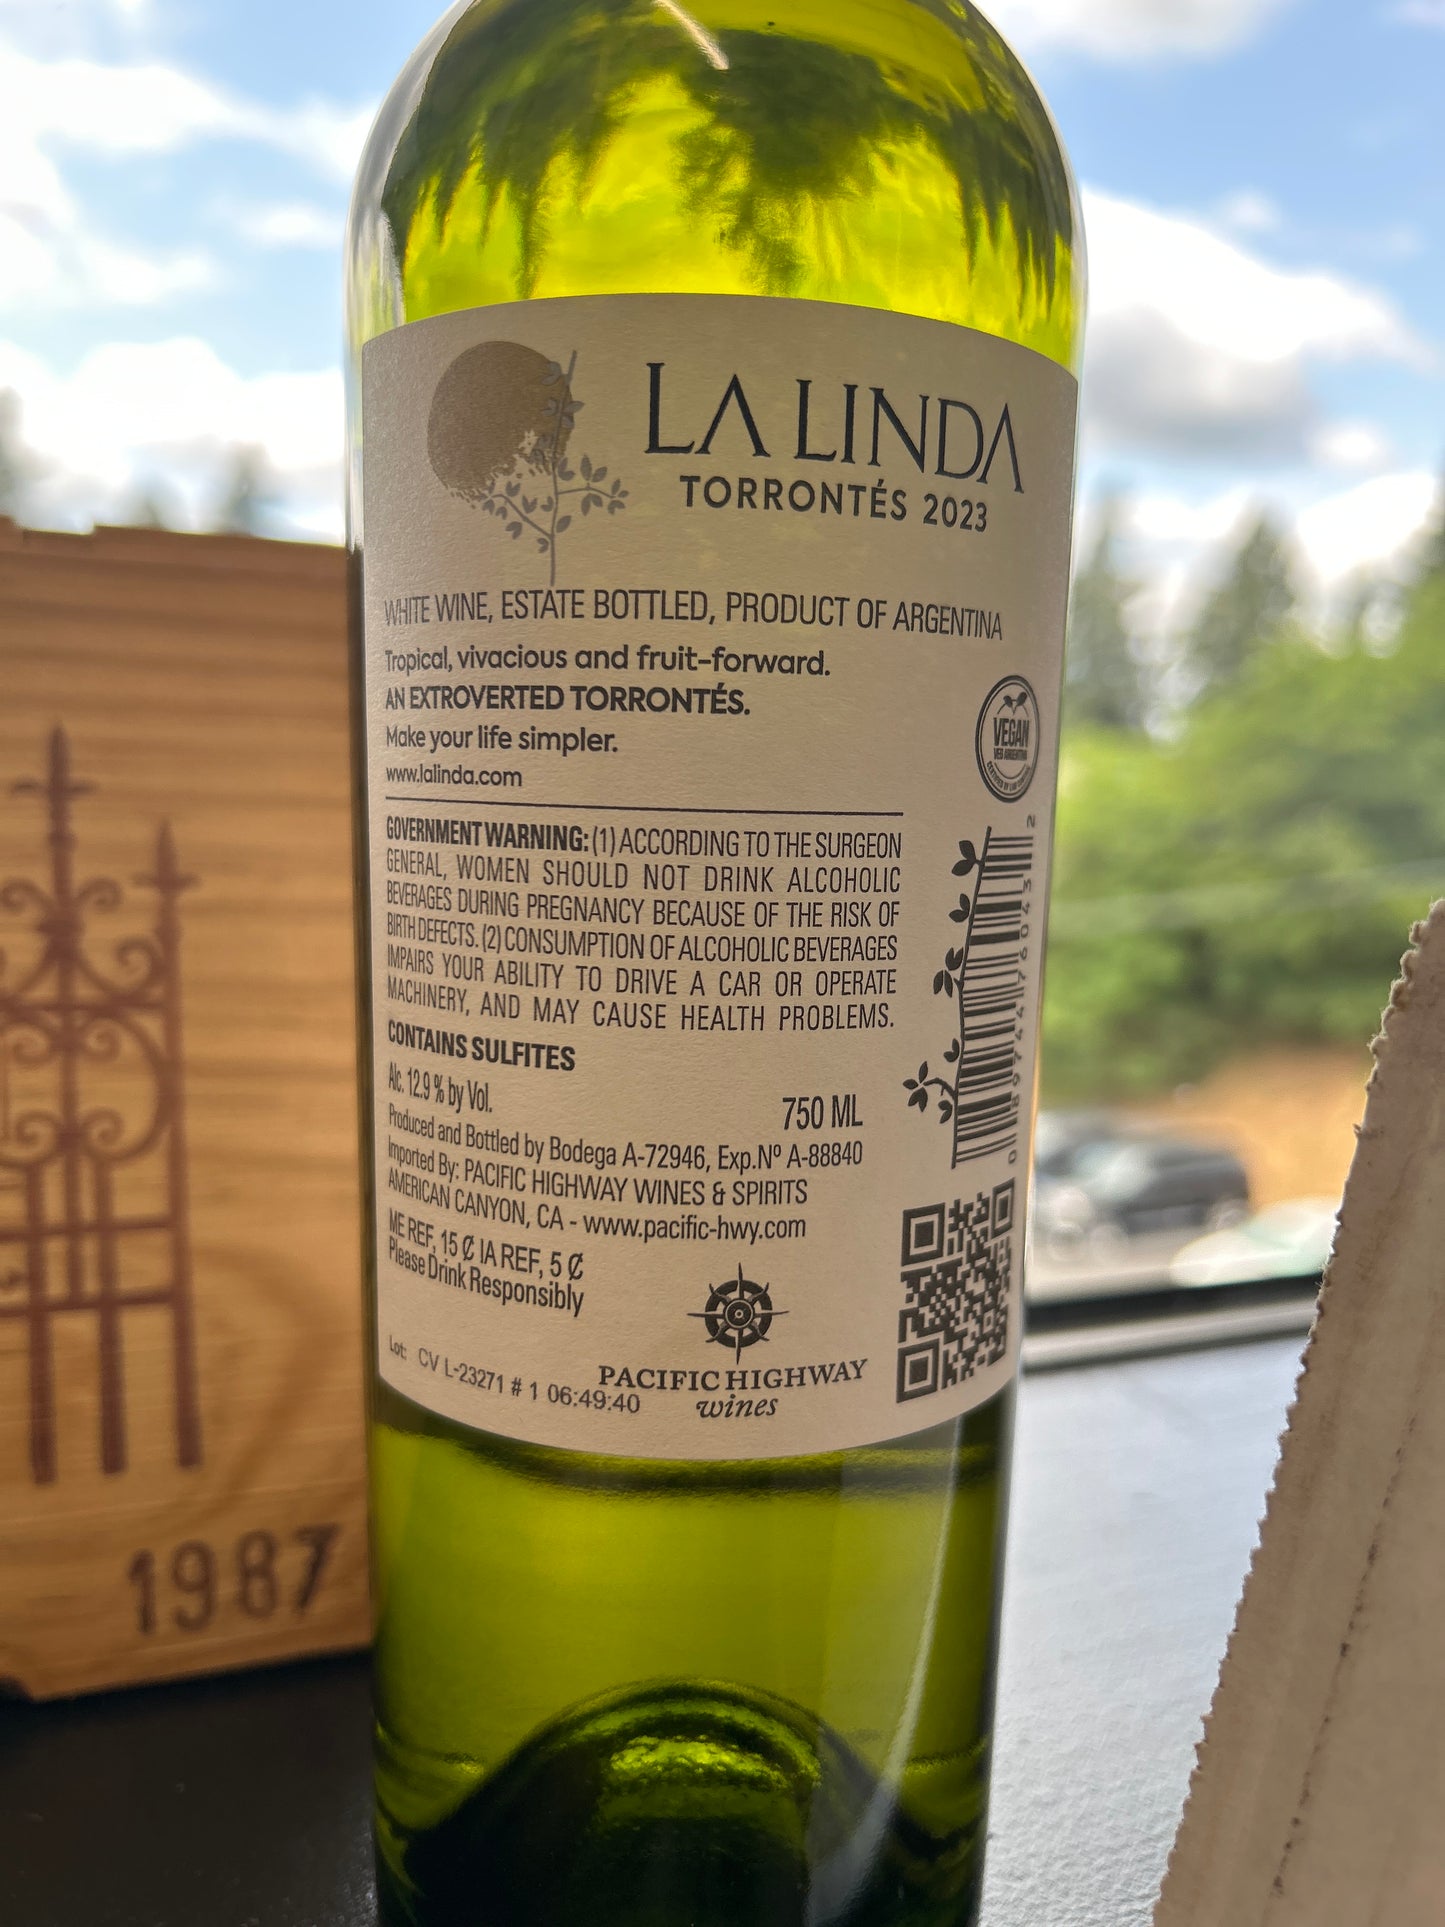 LA LINDA
TORRONTÉS 2023
WHITE WINE, ESTATE BOTTLED, PRODUCT OF ARGENTINA
Tropical, vivacious and fruit-forward.
AN EXTROVERTED TORRONTÉS.
Make your life simpler.
www.lalinda.com
VEGAN
GOVERNMENT WARNING: (1) ACCORDING TO THE SURGEON
GENERAL, WOMEN SHOULD NOT DRINK ALCOHOLIC
BEVERAGES DURING PREGNANCY BECAUSE OF THE RISK OF
BIRTH DEFECTS. (2) CONSUMPTION OF ALCOHOLIC BEVERAGES
IMPAIRS YOUR ABILITY TO DRIVE A CAR OR OPERATE
MACHINERY, AND MAY CAUSE HEALTH PROBLEMS.
CONTAINS SULFITES
Alc. 12.9 % by Vol.
750 ML
Produced and Bottled by Bodega A-72946, Exp.Nº A-88840
Imported By: PACIFIC HIGHWAY WINES & SPIRITS
AMERICAN CANYON, CA - www.pacific-hwy.com
ME REF, 15 ₵ IA REF, 5 ₵
Please Drink Responsibly
Lot: CV L-23271 # 1 06:49:40
PACIFIC HIGHWAY
wines
0 89744 76043 2
1987